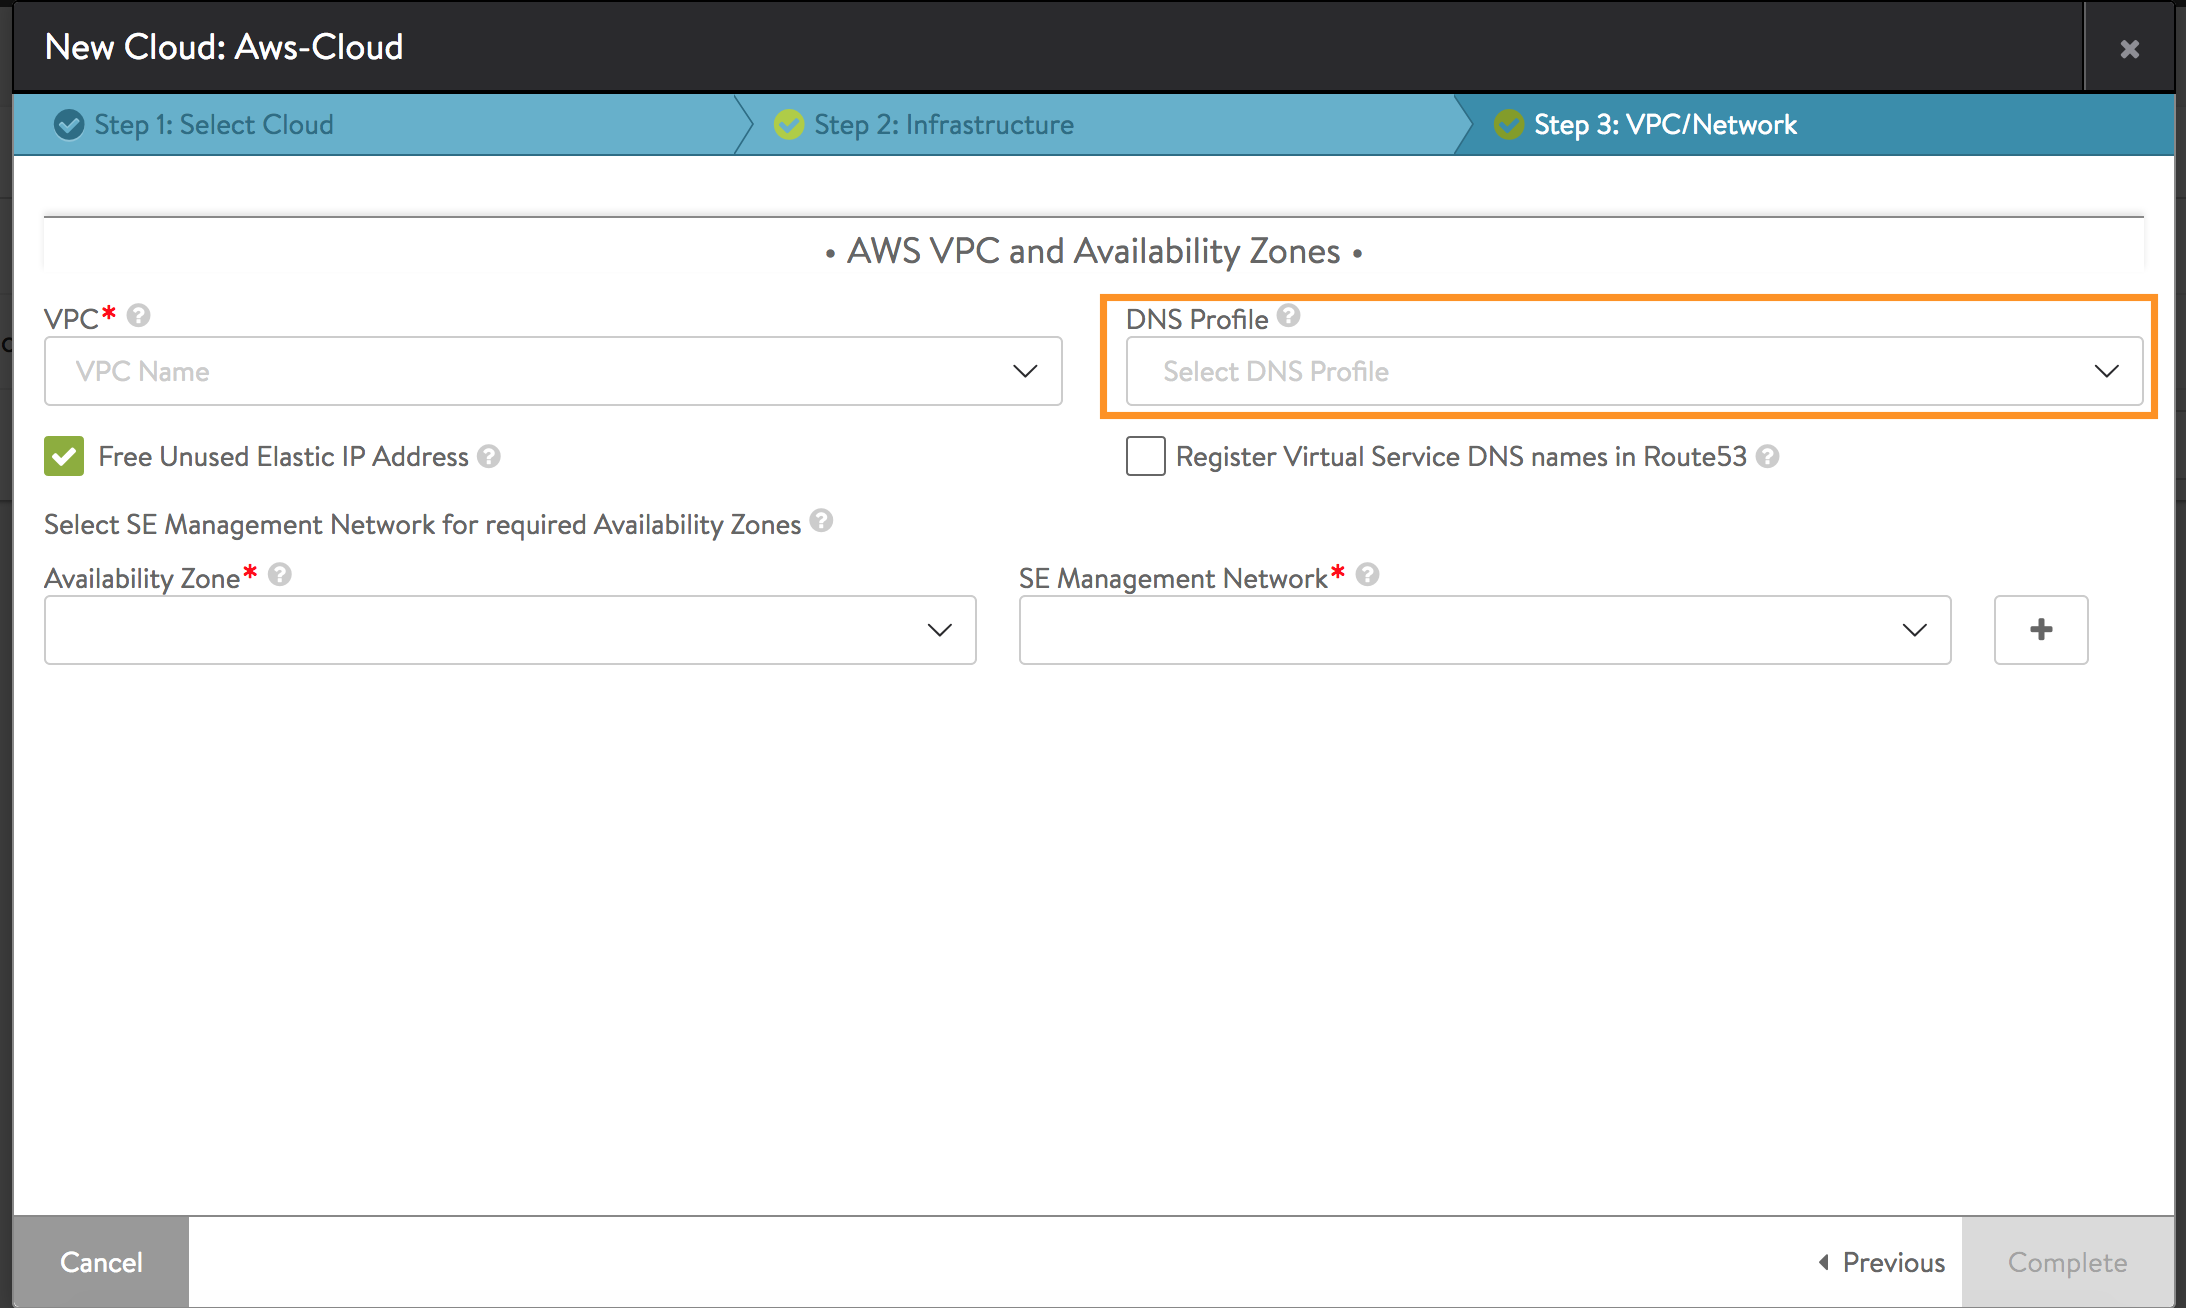 New Cloud: Aws-Cloud
Step 1: Select Cloud
Step 2: Infrastructure
Step 3: VPC/Network
• AWS VPC and Availability Zones •
VPC* ?
DNS Profile ?
VPC Name
Select DNS Profile
Free Unused Elastic IP Address ?
Register Virtual Service DNS names in Route53 ?
Select SE Management Network for required Availability Zones ?
Availability Zone* ?
SE Management Network* ?
Cancel
Previous
Complete